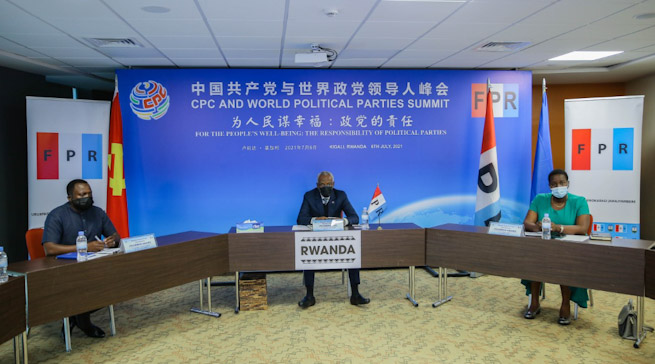 CPC
中国共产党与世界政党领导人峰会
CPC AND WORLD POLITICAL PARTIES SUMMIT
为人民谋幸福：政党的责任
FOR THE PEOPLE'S WELL-BEING: THE RESPONSIBILITY OF POLITICAL PARTIES
KIGALI, RWANDA 6TH JULY, 2021
FPR
FPR
FPR
RWANDA